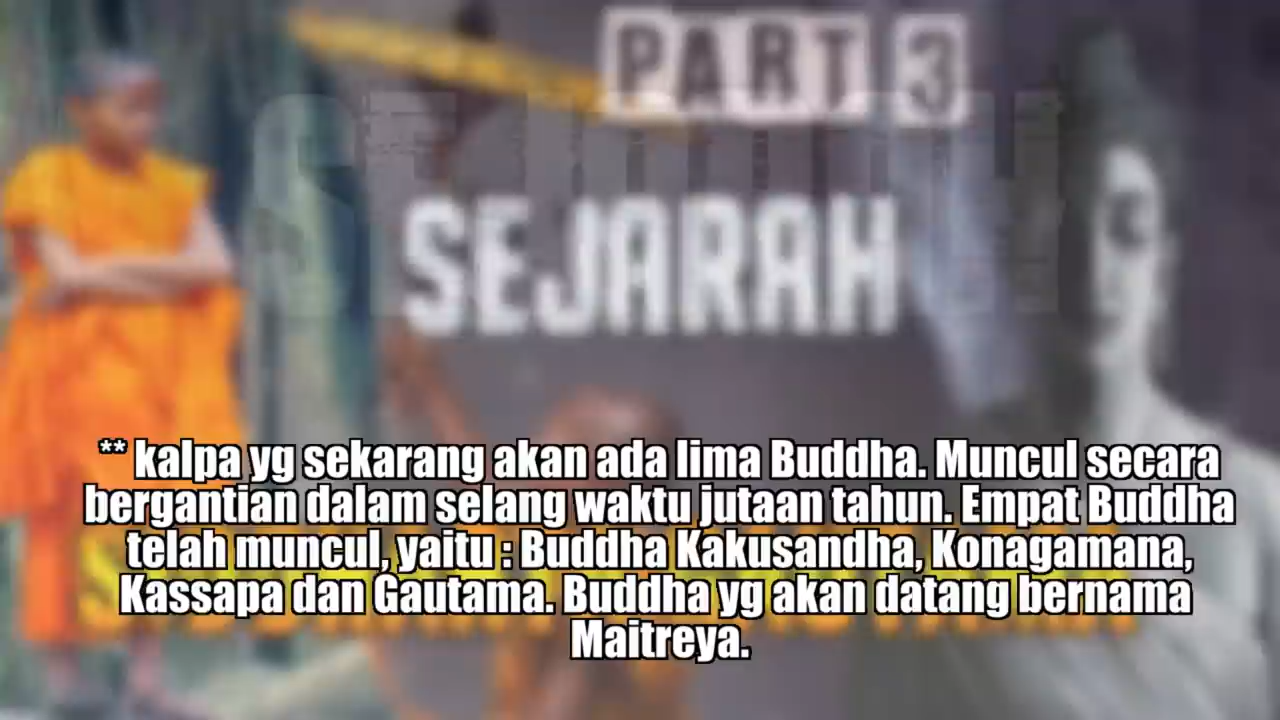 PART 3
SEJARAH
** kalpa yg sekarang akan ada lima Buddha. Muncul secara
bergantian dalam selang waktu jutaan tahun. Empat Buddha
telah muncul, yaitu : Buddha Kakusandha, Konagamana,
Kassapa dan Gautama. Buddha yg akan datang bernama
Maitreya.